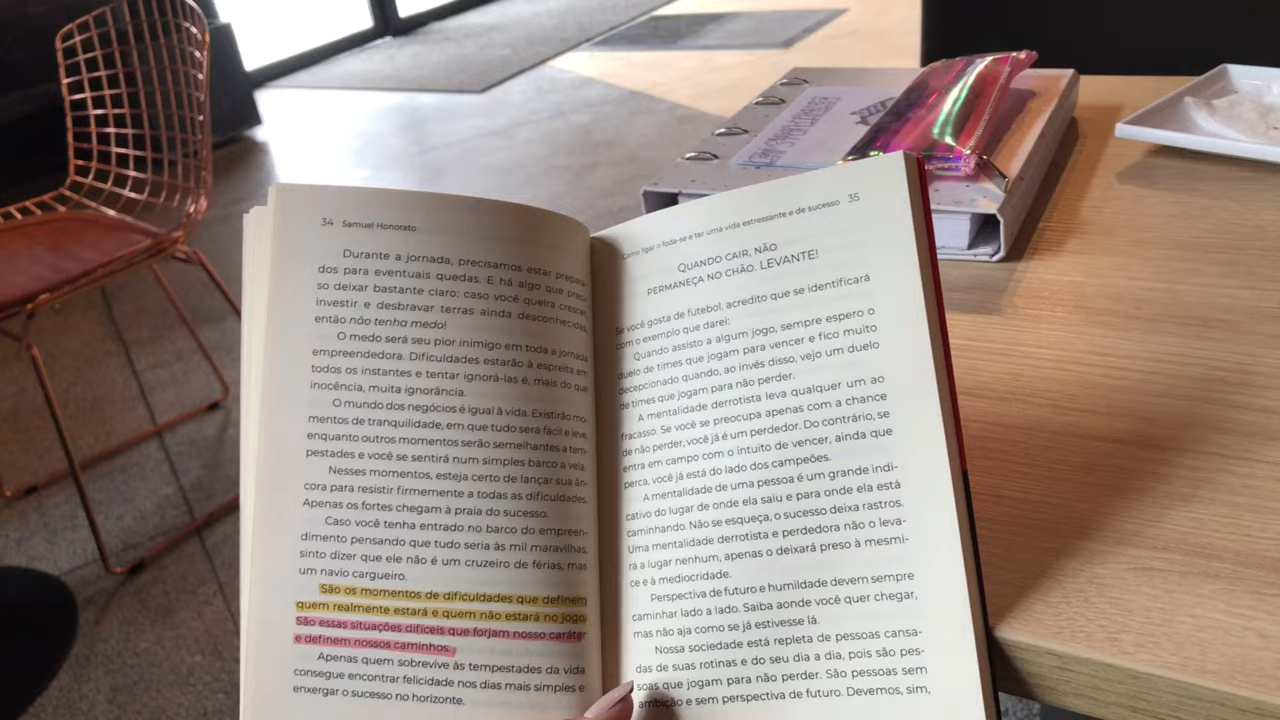 34 Samuel Honorato
Durante a jornada, precisamos estar prepara-
dos para eventuais quedas. E há algo que preci-
so deixar bastante claro: caso você queira crescer,
investir e desbravar terras ainda desconhecidas,
então não tenha medo!
O medo será seu pior inimigo em toda a jornada
empreendedora. Dificuldades estarão à espreita em
todos os instantes e tentar ignorá-las é, mais do que
inocência, muita ignorância.
O mundo dos negócios é igual à vida. Existirão mo-
mentos de tranquilidade, em que tudo será fácil e leve,
enquanto outros momentos serão semelhantes a tem-
pestades e você se sentirá num simples barco a vela.
Nesses momentos, esteja certo de lançar sua ân-
cora para resistir firmemente a todas as dificuldades.
Apenas os fortes chegam à praia do sucesso.
Caso você tenha entrado no barco do empreen-
dimento pensando que tudo seria às mil maravilhas,
sinto dizer que ele não é um cruzeiro de férias, mas
um navio cargueiro.
São os momentos de dificuldades que definem
quem realmente estará e quem não estará no jogo.
São essas situações difíceis que forjam nosso caráter
e definem nossos caminhos.
Apenas quem sobrevive às tempestades da vida
consegue encontrar felicidade nos dias mais simples e
enxergar o sucesso no horizonte.
Como ligar o foda-se e ter uma vida estressante e de sucesso 35
QUANDO CAIR, NÃO
PERMANEÇA NO CHÃO. LEVANTE!
Se você gosta de futebol, acredito que se identificará
com o exemplo que darei:
Quando assisto a algum jogo, sempre espero o
duelo de times que jogam para vencer e fico muito
decepcionado quando, ao invés disso, vejo um duelo
de times que jogam para não perder.
A mentalidade derrotista leva qualquer um ao
fracasso. Se você se preocupa apenas com a chance
de não perder, você já é um perdedor. Do contrário, se
entra em campo com o intuito de vencer, ainda que
perca, você já está do lado dos campeões.
A mentalidade de uma pessoa é um grande indi-
cativo do lugar de onde ela saiu e para onde ela está
caminhando. Não se esqueça, o sucesso deixa rastros.
Uma mentalidade derrotista e perdedora não o leva-
rá a lugar nenhum, apenas o deixará preso à mesmi-
ce e à mediocridade.
Perspectiva de futuro e humildade devem sempre
caminhar lado a lado. Saiba aonde você quer chegar,
mas não aja como se já estivesse lá.
Nossa sociedade está repleta de pessoas cansa-
das de suas rotinas e do seu dia a dia, pois são pes-
soas que jogam para não perder. São pessoas sem
ambição e sem perspectiva de futuro. Devemos, sim,